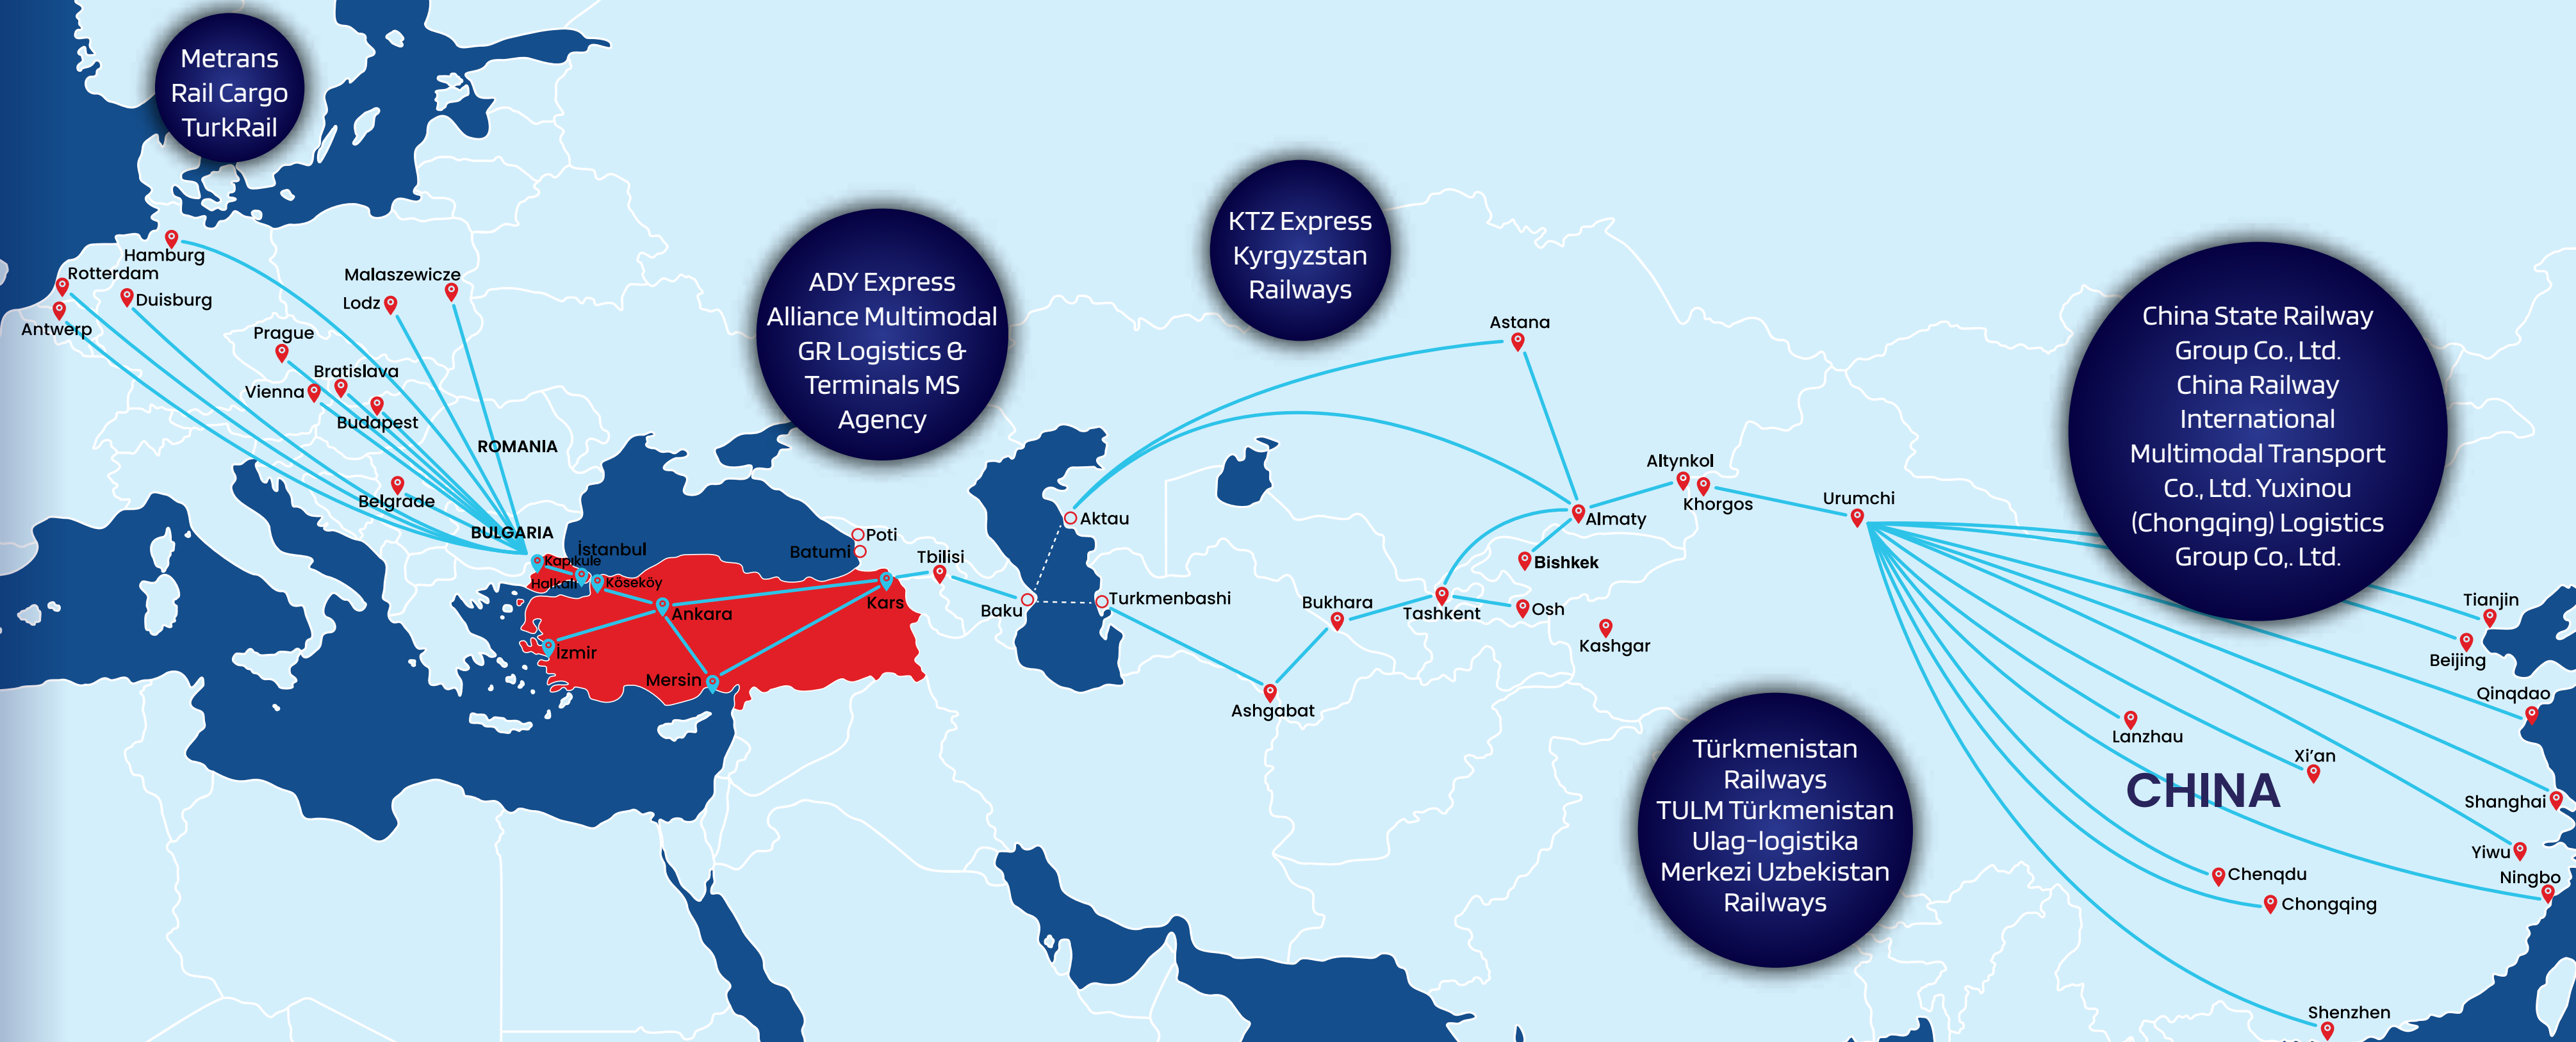 Metrans
Rail Cargo
TurkRail
Hamburg
Rotterdam
Duisburg
Antwerp
Malaszewicze
Lodz
Prague
Bratislava
Vienna
Budapest
ROMANIA
Belgrade
BULGARIA
İstanbul
Kapıkule
Halkalı
Köseköy
Ankara
İzmir
Mersin
Kars
ADY Express
Alliance Multimodal
GR Logistics &
Terminals MS
Agency
Poti
Batumi
Tbilisi
Baku
Aktau
Turkmenbashi
KTZ Express
Kyrgyzstan
Railways
Astana
Almaty
Altynkol
Khorgos
Bishkek
Bukhara
Tashkent
Osh
Kashgar
Ashgabat
Urumchi
Türkmenistan
Railways
TULM Türkmenistan
Ulag-logistika
Merkezi Uzbekistan
Railways
China State Railway
Group Co., Ltd.
China Railway
International
Multimodal Transport
Co., Ltd. Yuxinou
(Chongqing) Logistics
Group Co,. Ltd.
Tianjin
Beijing
Qinqdao
Lanzhau
Xi'an
CHINA
Shanghai
Yiwu
Ningbo
Chenqdu
Chongqing
Shenzhen